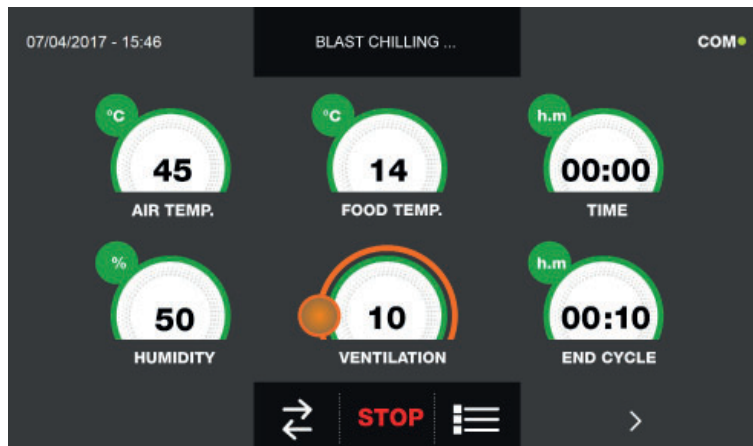 07/04/2017 - 15:46 BLAST CHILLING ... COM
°C °C h.m
45 14 00:00
AIR TEMP. FOOD TEMP. TIME
% h.m
50 10 00:10
HUMIDITY VENTILATION END CYCLE
STOP